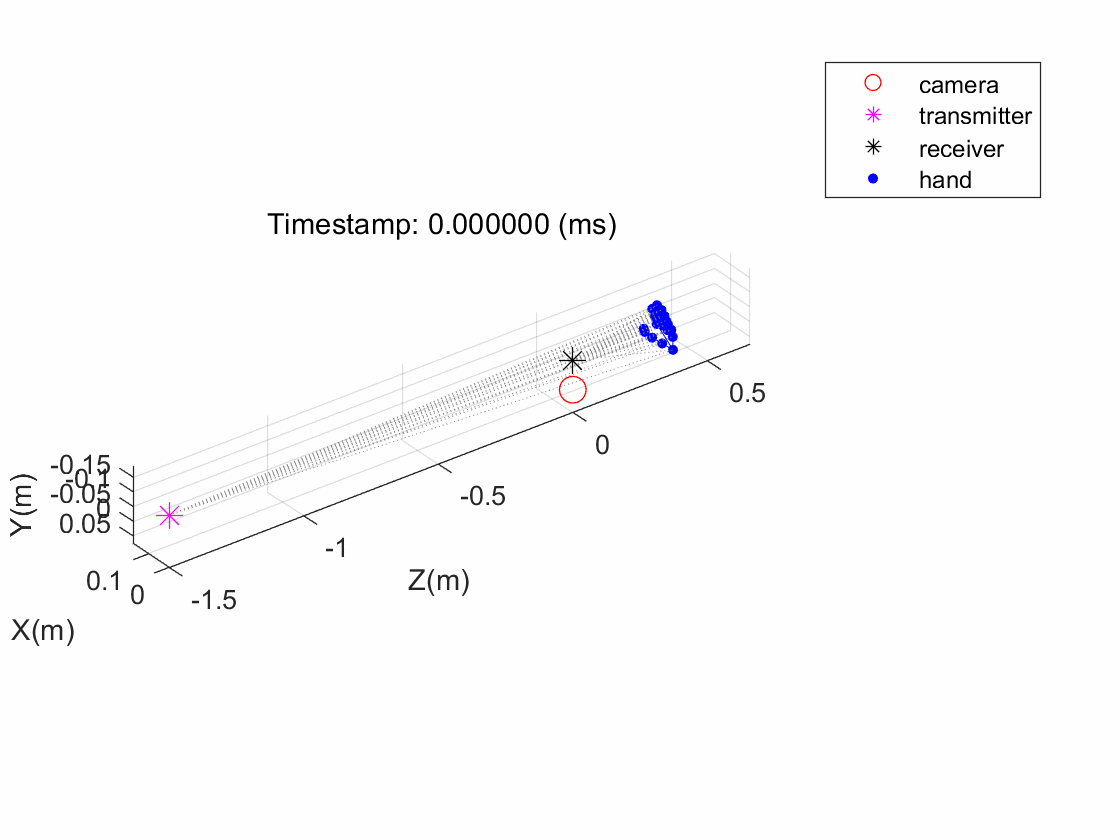 camera
transmitter
receiver
hand
Timestamp: 0.000000 (ms)
0.5
0
-0.5
-1
-1.5
Z(m)
-0.15
-0.1
-0.05
0
0.05
Y(m)
0.1
0
X(m)